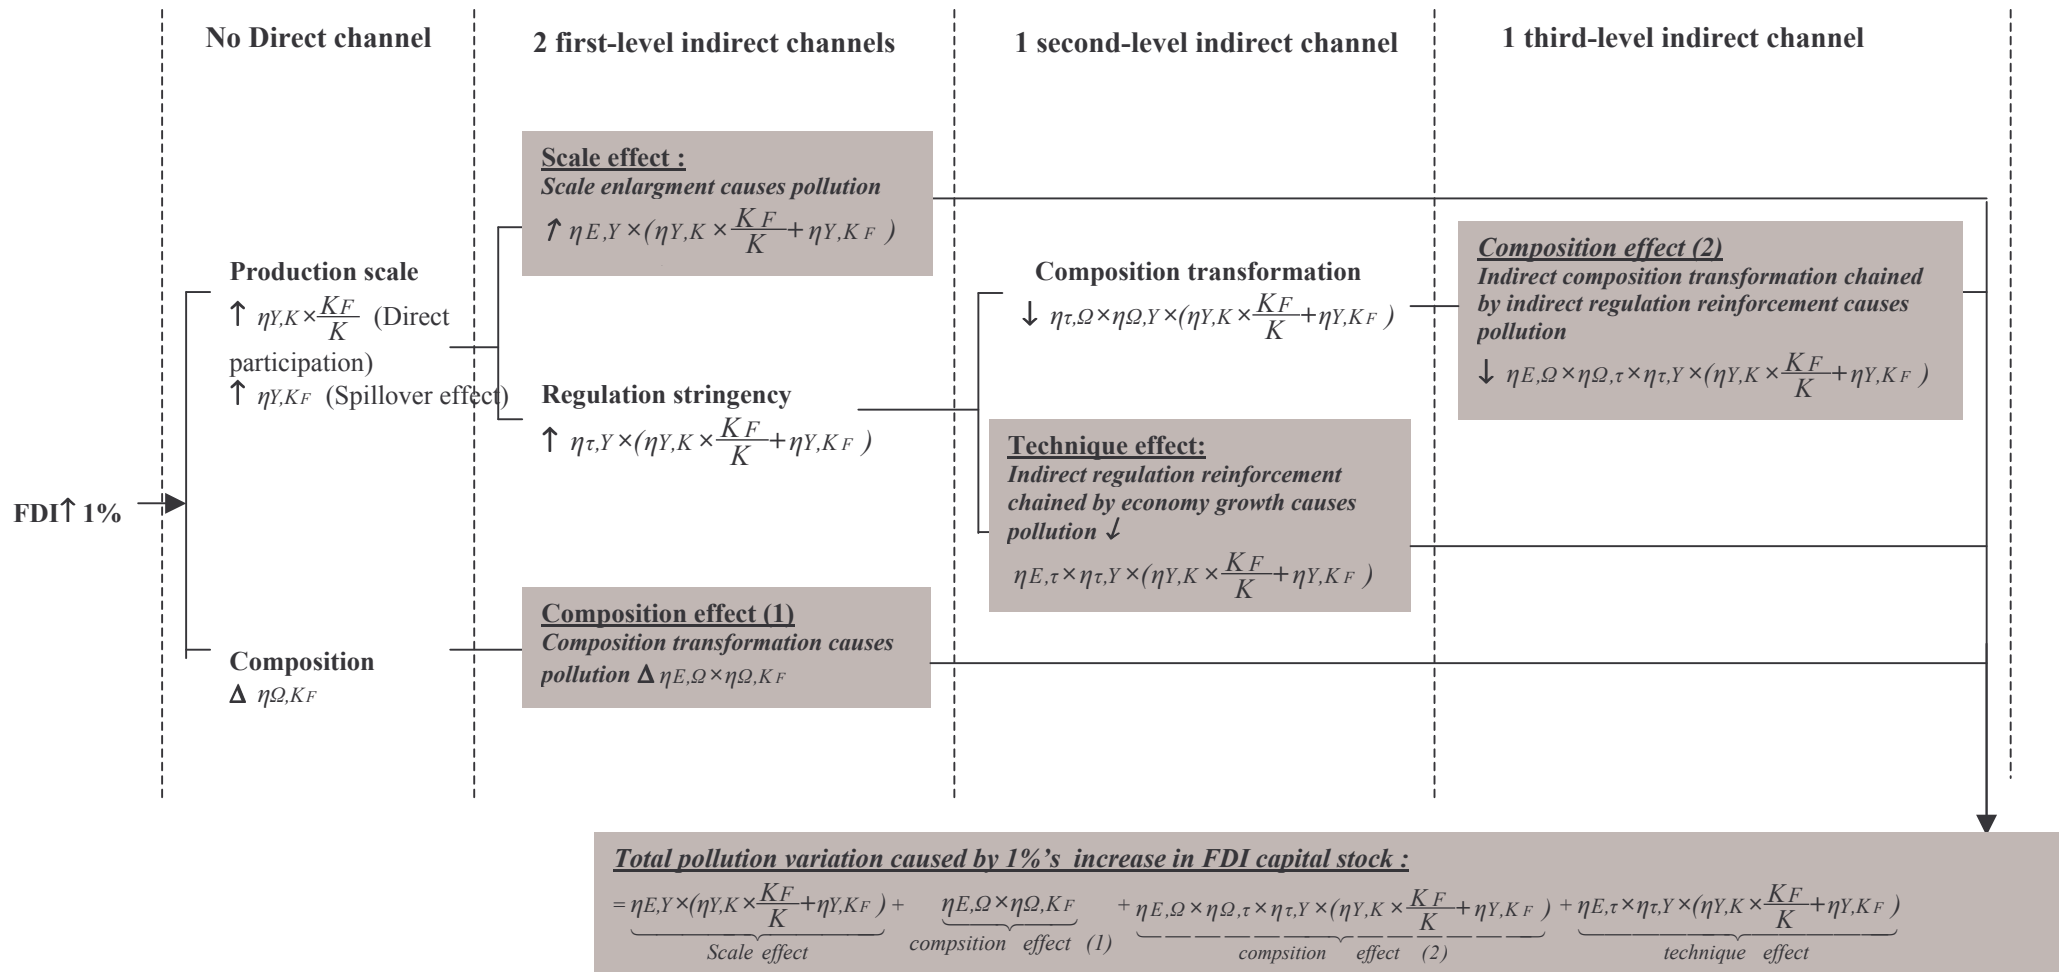 No Direct channel
2 first-level indirect channels
1 second-level indirect channel
1 third-level indirect channel
Scale effect :
Scale enlargment causes pollution
↑ ηE,Y ×(ηY,K × KF/K + ηY,KF )
Production scale
↑ ηY,K × KF/K (Direct
participation)
↑ ηY,KF (Spillover effect)
Regulation stringency
↑ ητ,Y ×(ηY,K × KF/K + ηY,KF )
Composition transformation
↓ ητ,Ω×ηΩ,Y ×(ηY,K × KF/K +ηY,KF )
Composition effect (2)
Indirect composition transformation chained
by indirect regulation reinforcement causes
pollution
↓ ηE,Ω×ηΩ,τ×ητ,Y ×(ηY,K × KF/K +ηY,KF )
Technique effect:
Indirect regulation reinforcement
chained by economy growth causes
pollution ↓
ηE,τ×ητ,Y ×(ηY,K × KF/K +ηY,KF )
FDI↑ 1%
Composition
Δ ηΩ,KF
Composition effect (1)
Composition transformation causes
pollution Δ ηE,Ω×ηΩ,KF
Total pollution variation caused by 1%'s increase in FDI capital stock :
= ηE,Y ×(ηY,K × KF/K +ηY,KF ) + ηE,Ω×ηΩ,KF + ηE,Ω×ηΩ,τ×ητ,Y ×(ηY,K × KF/K +ηY,KF ) + ηE,τ×ητ,Y ×(ηY,K × KF/K +ηY,KF )
Scale effect compsition effect (1) compsition effect (2) technique effect